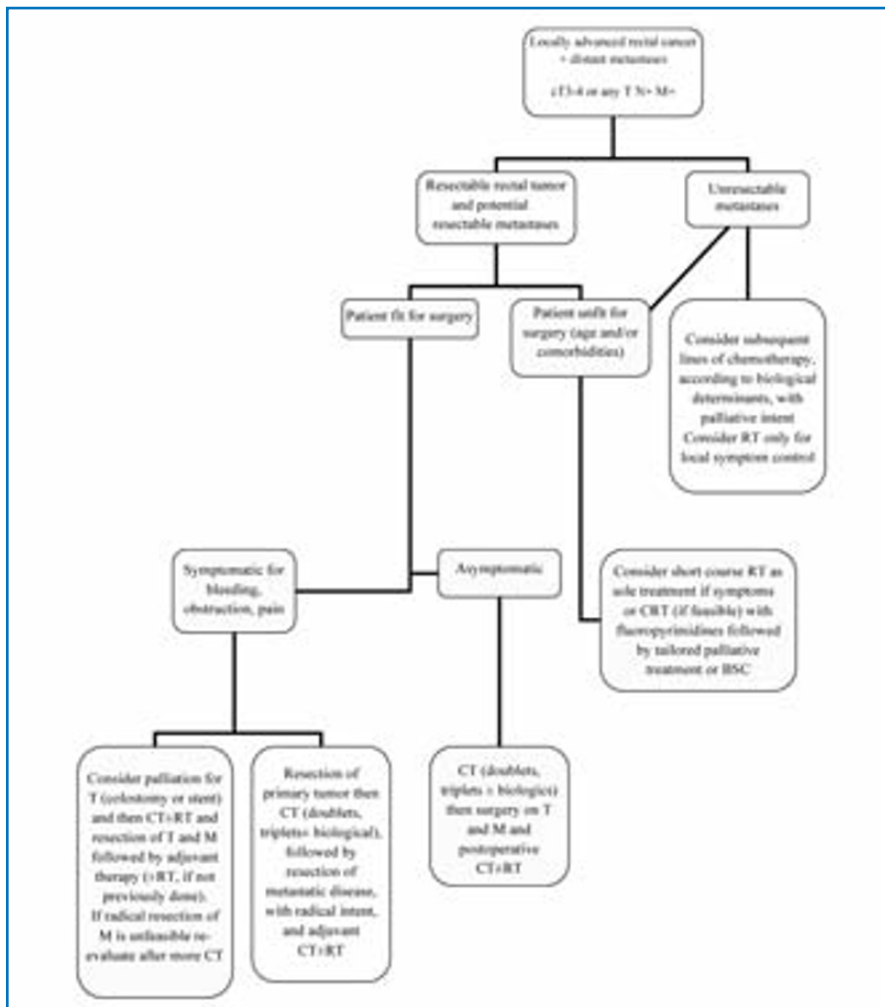 Locally advanced rectal cancer
+ distant metastases
cT3-4 or any T N+ M+
Resectable rectal tumor
and potential
resectable metastases
Unresectable
metastases
Patient fit for surgery
Patient unfit for
surgery (age and/or
comorbidities)
Consider subsequent
lines of chemotherapy,
according to biological
determinants, with
palliative intent
Consider RT only for
local symptom control
Symptomatic for
bleeding,
obstruction, pain
Asymptomatic
Consider short course RT as
sole treatment if symptoms
or CRT (if feasible) with
fluoropyrimidines followed
by tailored palliative
treatment or BSC
Consider palliation for
T (colostomy or stent)
and then CT±RT and
resection of T and M
followed by adjuvant
therapy (±RT, if not
previously done).
If radical resection of
M is unfeasible re-
evaluate after more CT
Resection of
primary tumor then
CT (doublets,
triplets± biological),
followed by
resection of
metastatic disease,
with radical intent,
and adjuvant
CT±RT
CT (doublets,
triplets ± biologics)
then surgery on T
and M and
postoperative
CT±RT